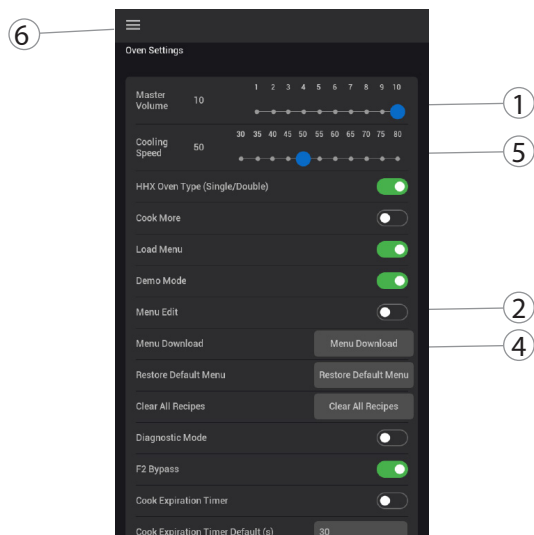 6
Oven Settings
1 2 3 4 5 6 7 8 9 10
Master
Volume
10
1
30 35 40 45 50 55 60 65 70 75 80
Cooling
Speed
50
5
HHX Oven Type (Single/Double)
Cook More
Load Menu
Demo Mode
Menu Edit
2
Menu Download Menu Download
4
Restore Default Menu Restore Default Menu
Clear All Recipes Clear All Recipes
Diagnostic Mode
F2 Bypass
Cook Expiration Timer
Cook Expiration Timer Default (s) 30